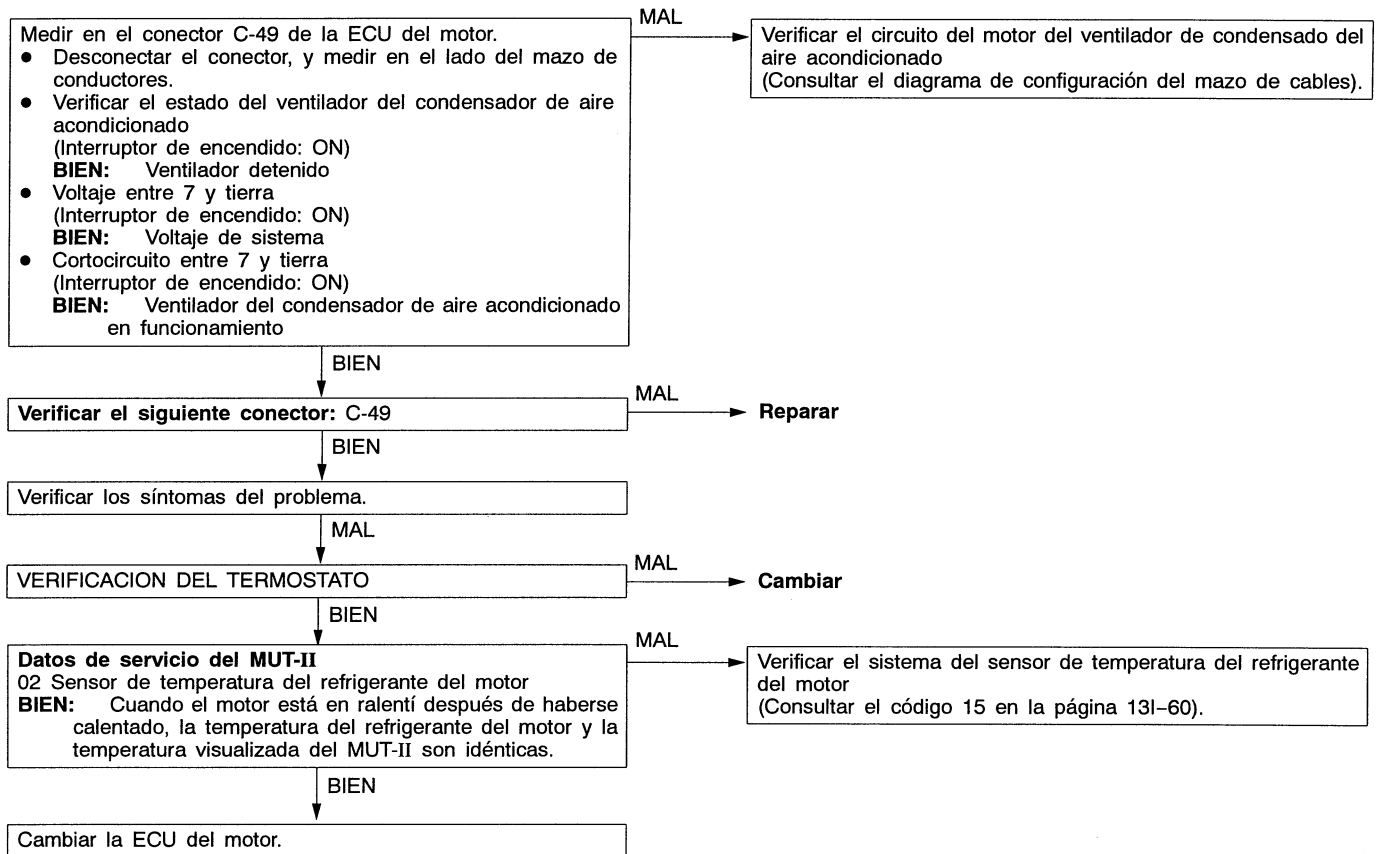 Medir en el conector C-49 de la ECU del motor.
● Desconectar el conector, y medir en el lado del mazo de
conductores.
● Verificar el estado del ventilador del condensador de aire
acondicionado
(Interruptor de encendido: ON)
BIEN: Ventilador detenido
● Voltaje entre 7 y tierra
(Interruptor de encendido: ON)
BIEN: Voltaje de sistema
● Cortocircuito entre 7 y tierra
(Interruptor de encendido: ON)
BIEN: Ventilador del condensador de aire acondicionado
en funcionamiento
MAL
Verificar el circuito del motor del ventilador de condensado del
aire acondicionado
(Consultar el diagrama de configuración del mazo de cables).
BIEN
Verificar el siguiente conector: C-49
MAL
Reparar
BIEN
Verificar los síntomas del problema.
MAL
VERIFICACION DEL TERMOSTATO
MAL
Cambiar
BIEN
Datos de servicio del MUT-II
02 Sensor de temperatura del refrigerante del motor
BIEN: Cuando el motor está en ralentí después de haberse
calentado, la temperatura del refrigerante del motor y la
temperatura visualizada del MUT-II son idénticas.
MAL
Verificar el sistema del sensor de temperatura del refrigerante
del motor
(Consultar el código 15 en la página 13I–60).
BIEN
Cambiar la ECU del motor.